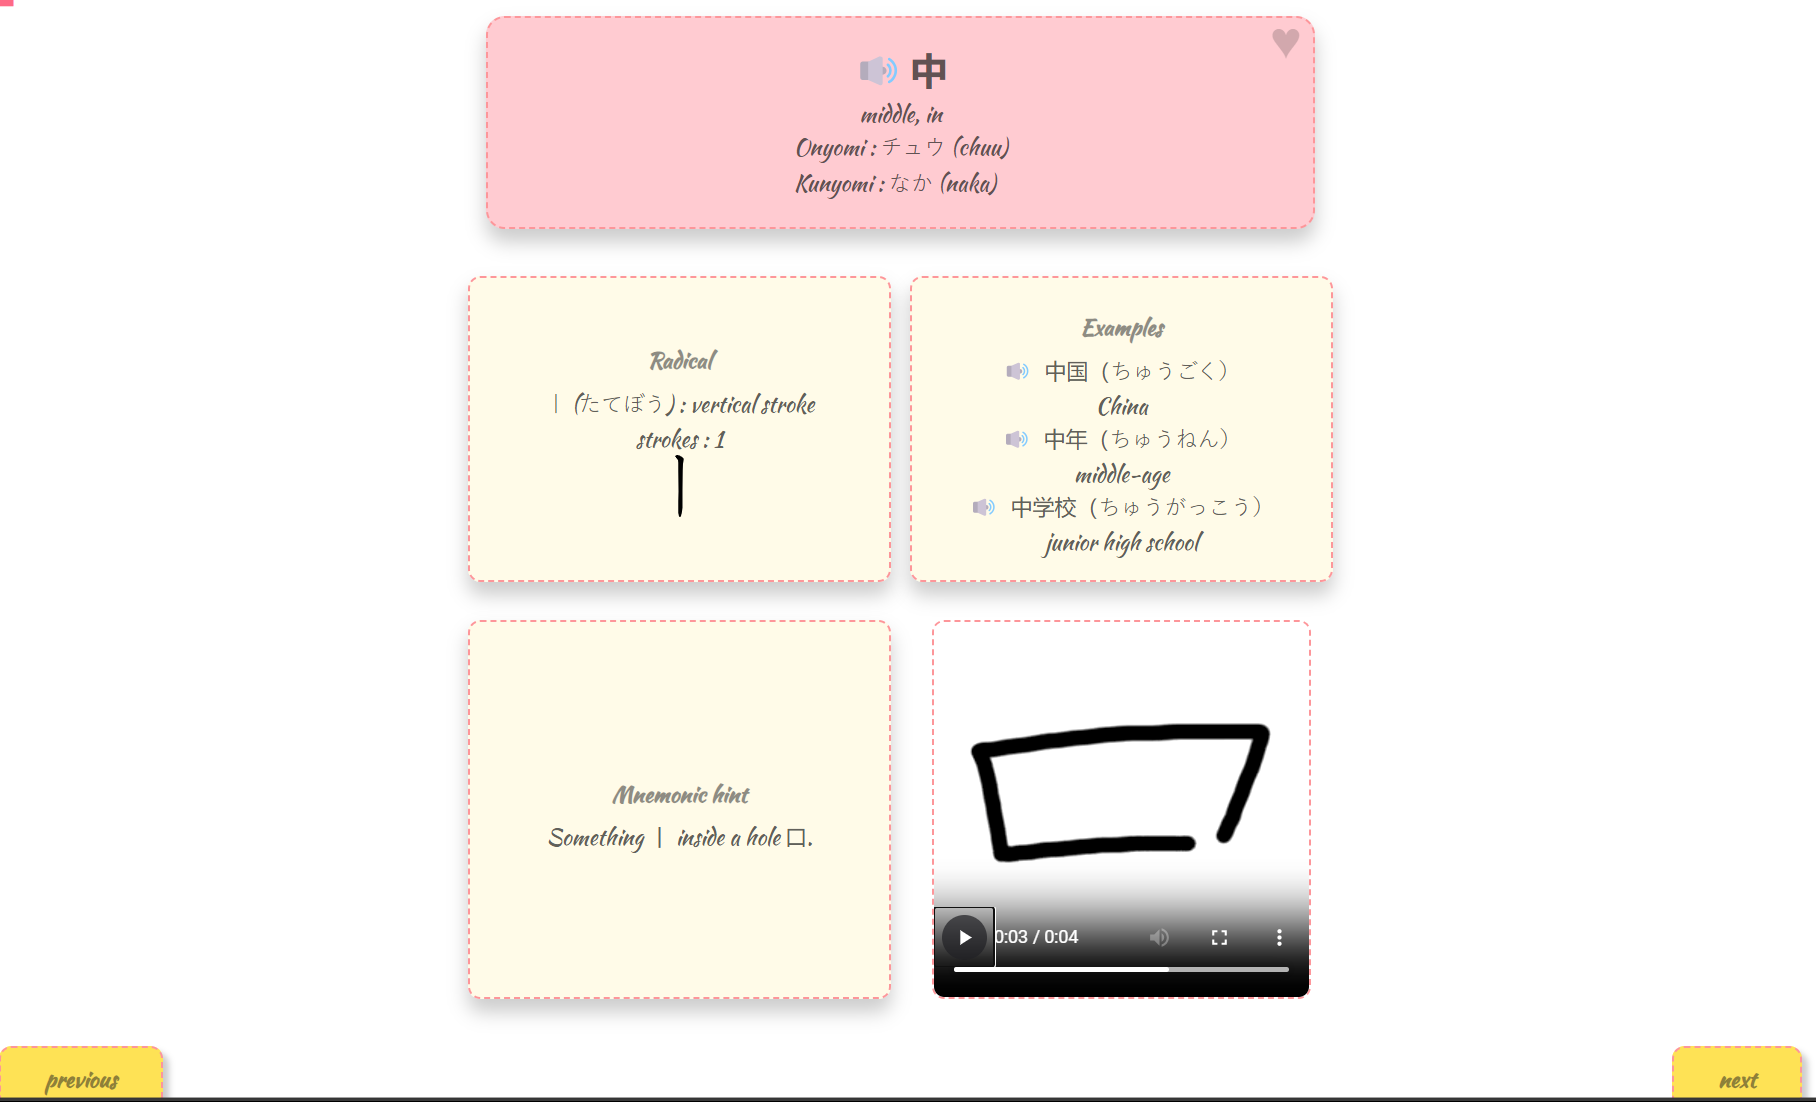 中
middle, in
Onyomi : チュウ (chuu)
Kunyomi : なか (naka)
Radical
丨 (たてぼう) : vertical stroke
strokes : 1
Examples
中国 (ちゅうごく)
China
中年 (ちゅうねん)
middle-age
中学校 (ちゅうがっこう)
junior high school
Mnemonic hint
Something 丨 inside a hole 口.
0:03 / 0:04
previous
next